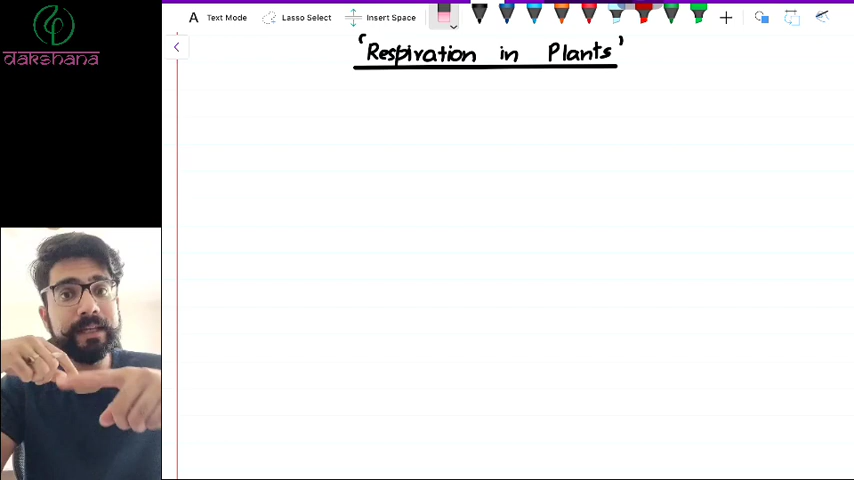 dakshana
A Text Mode Lasso Select Insert Space
'Respiration in Plants'